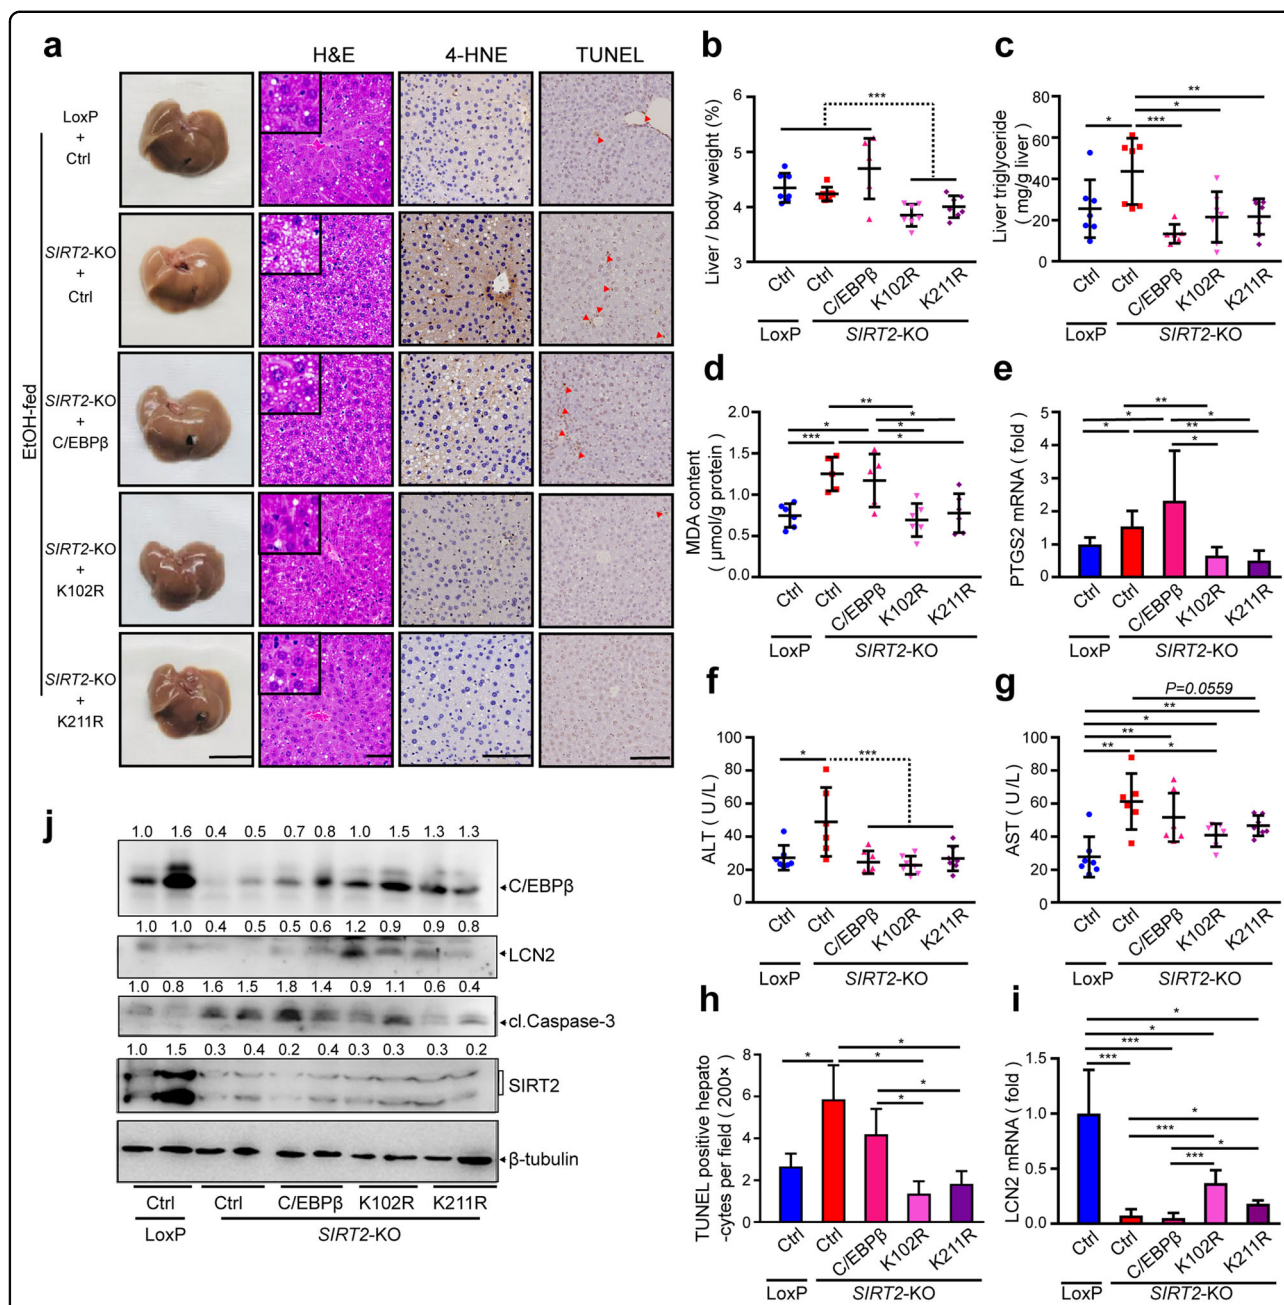 a
H&E
4-HNE
TUNEL
EtOH-fed
LoxP
+
Ctrl
SIRT2-KO
+
Ctrl
SIRT2-KO
+
C/EBPβ
SIRT2-KO
+
K102R
SIRT2-KO
+
K211R
b
Liver / body weight (%)
6
5
4
3
***
Ctrl
Ctrl
C/EBPβ
K102R
K211R
LoxP
SIRT2-KO
c
Liver triglyceride
( mg/g liver)
80
60
40
20
0
**
*
* ***
Ctrl
Ctrl
C/EBPβ
K102R
K211R
LoxP
SIRT2-KO
d
MDA content
( μmol/g protein)
2.0
1.5
1.0
0.5
0.0
**
*
* *
*** *
Ctrl
Ctrl
C/EBPβ
K102R
K211R
LoxP
SIRT2-KO
e
PTGS2 mRNA ( fold)
5
4
3
2
1
0
**
* *
* **
*
Ctrl
Ctrl
C/EBPβ
K102R
K211R
LoxP
SIRT2-KO
f
ALT ( U /L)
100
80
60
40
20
0
* ***
Ctrl
Ctrl
C/EBPβ
K102R
K211R
LoxP
SIRT2-KO
g
AST ( U /L)
100
80
60
40
20
0
P=0.0559
**
*
**
** *
Ctrl
Ctrl
C/EBPβ
K102R
K211R
LoxP
SIRT2-KO
h
TUNEL positive hepato
-cytes per field ( 200×)
8
6
4
2
0
*
* *
*
*
Ctrl
Ctrl
C/EBPβ
K102R
K211R
LoxP
SIRT2-KO
i
LCN2 mRNA ( fold)
1.5
1.0
0.5
0.0
*
*
***
***
*
***
*
***
Ctrl
Ctrl
C/EBPβ
K102R
K211R
LoxP
SIRT2-KO
j
1.0 1.6 0.4 0.5 0.7 0.8 1.0 1.5 1.3 1.3
C/EBPβ
1.0 1.0 0.4 0.5 0.5 0.6 1.2 0.9 0.9 0.8
LCN2
1.0 0.8 1.6 1.5 1.8 1.4 0.9 1.1 0.6 0.4
cl.Caspase-3
1.0 1.5 0.3 0.4 0.2 0.4 0.3 0.3 0.3 0.2
SIRT2
β-tubulin
Ctrl Ctrl C/EBPβ K102R K211R
LoxP SIRT2-KO